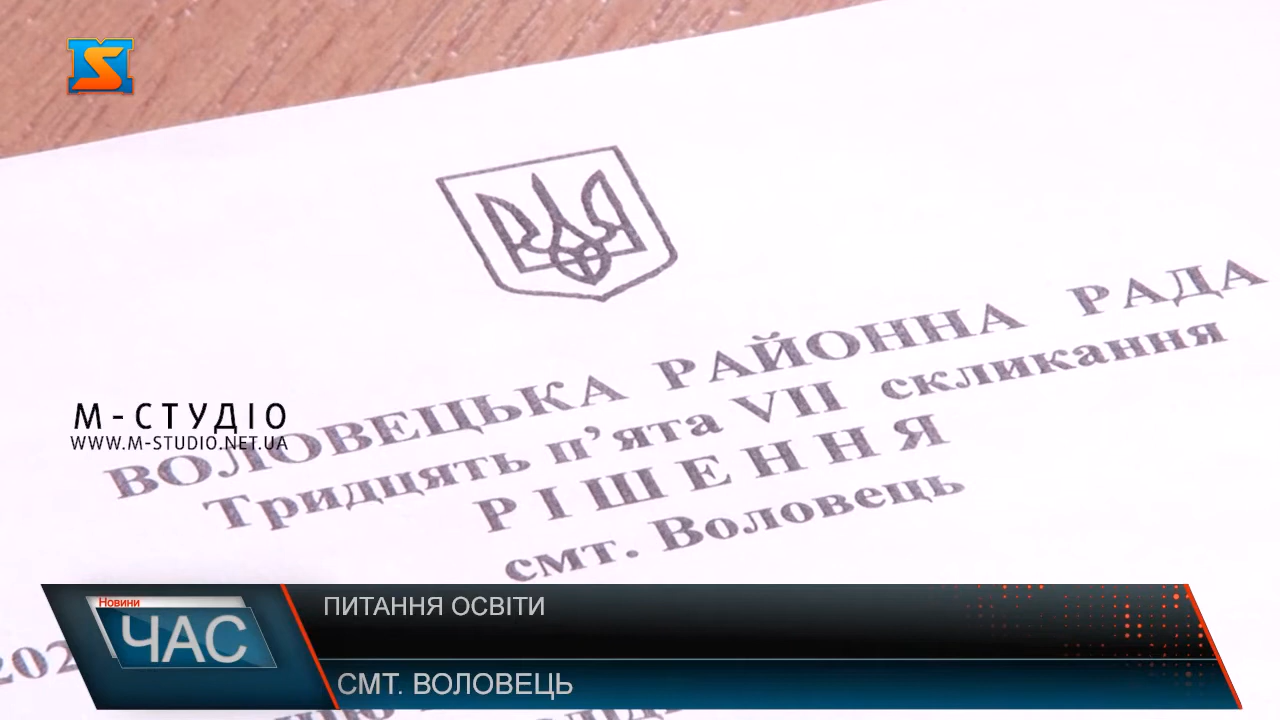 ВОЛОВЕЦЬКА РАЙОННА РАДА
Тридцять п’ята VII скликання
РІШЕННЯ
смт. Воловець
М-СТУДІО
WWW.M-STUDIO.NET.UA
Новини
ЧАС
ПИТАННЯ ОСВІТИ
СМТ. ВОЛОВЕЦЬ